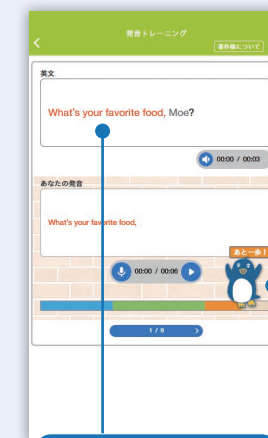 発音トレーニング
著作権について
英文
What's your favorite food, Moe?
00:00 / 00:03
あなたの発音
What's your favorite food,
あと一歩!
00:00 / 00:06
1 / 9